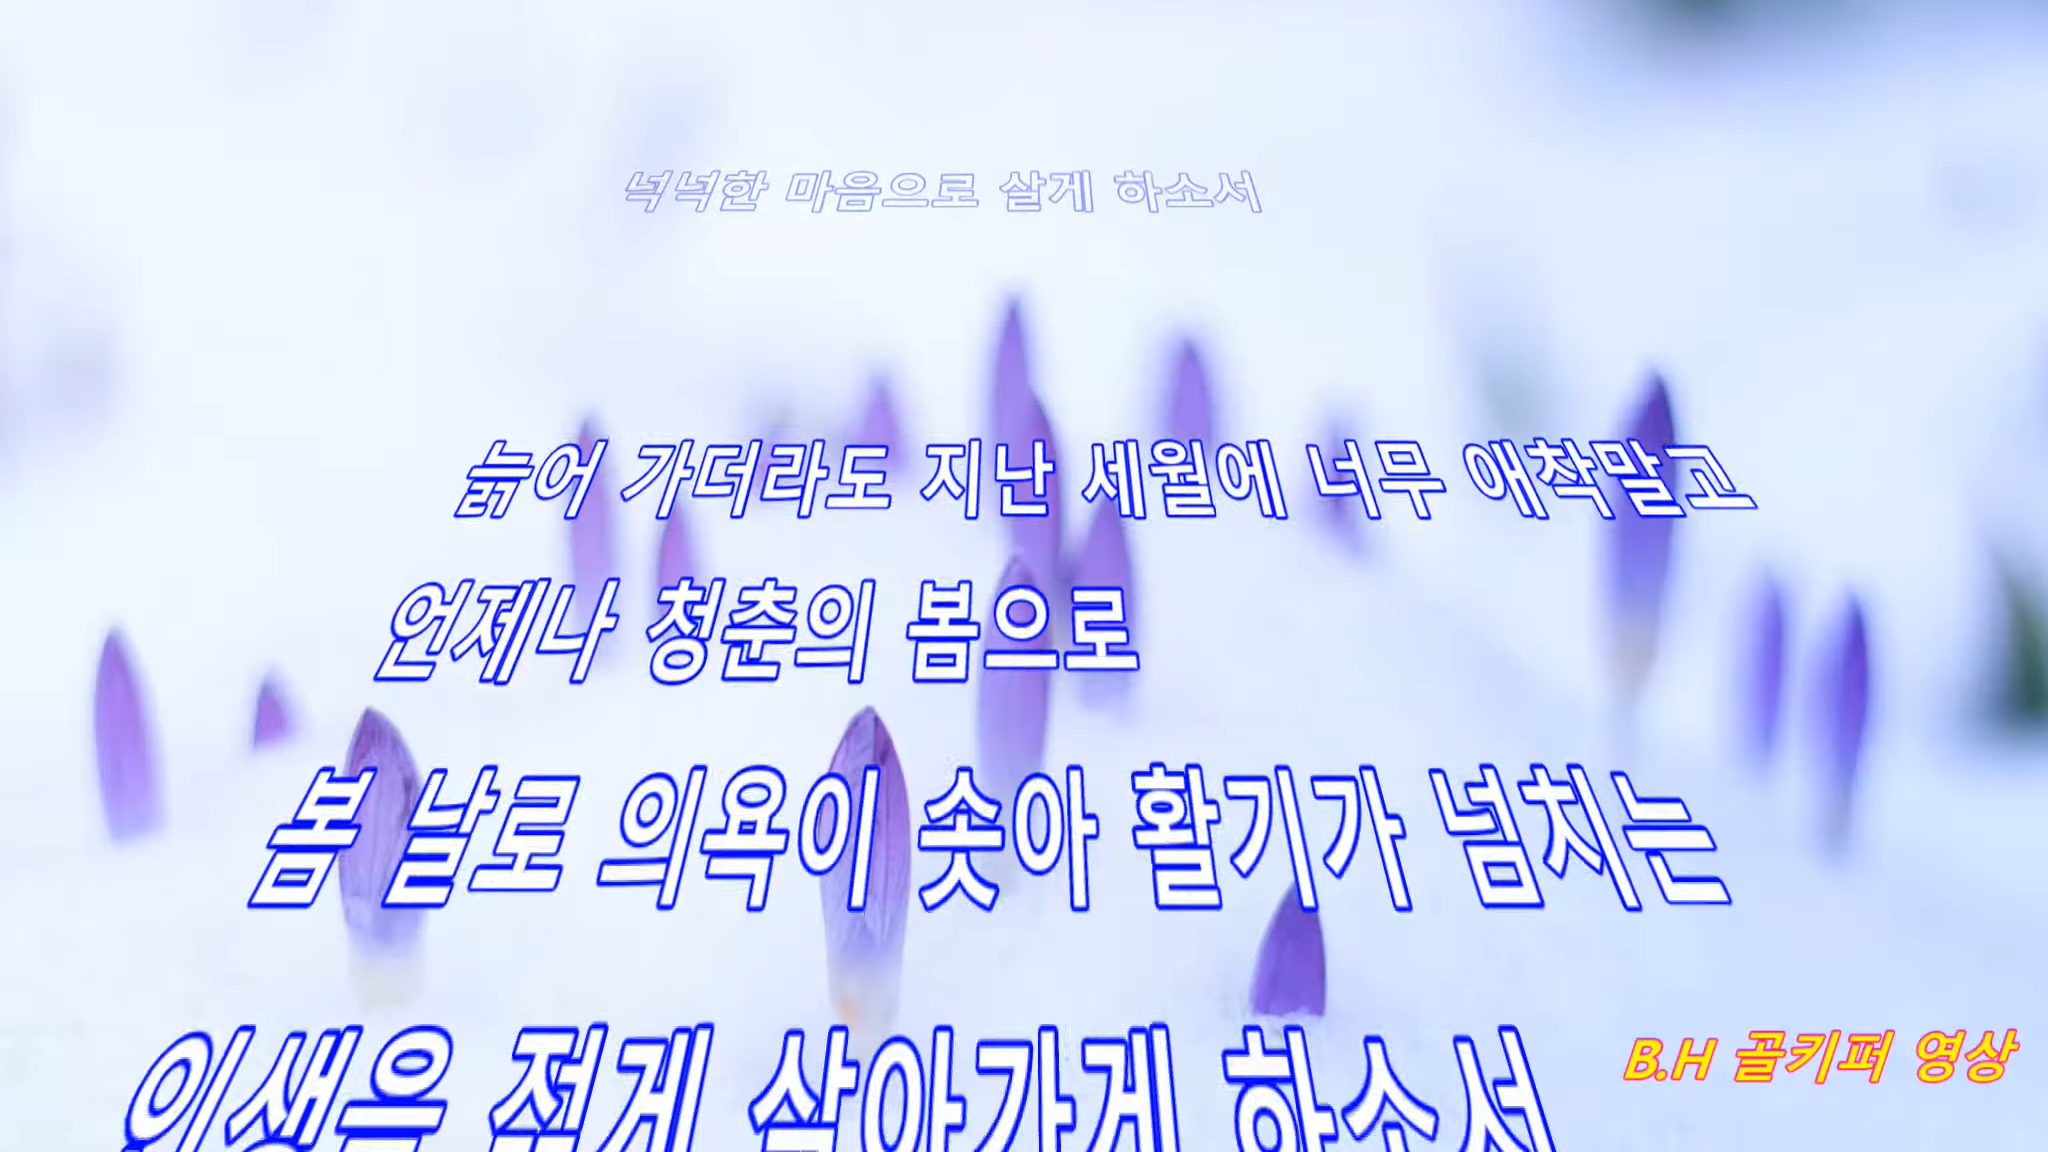 넉넉한 마음으로 살게 하소서
늙어 가더라도 지난 세월에 너무 애착말고
언제나 청춘의 봄으로
봄 날로 의욕이 솟아 활기가 넘치는
인생을 젊게 살아가게 하소서
B.H 골키퍼 영상